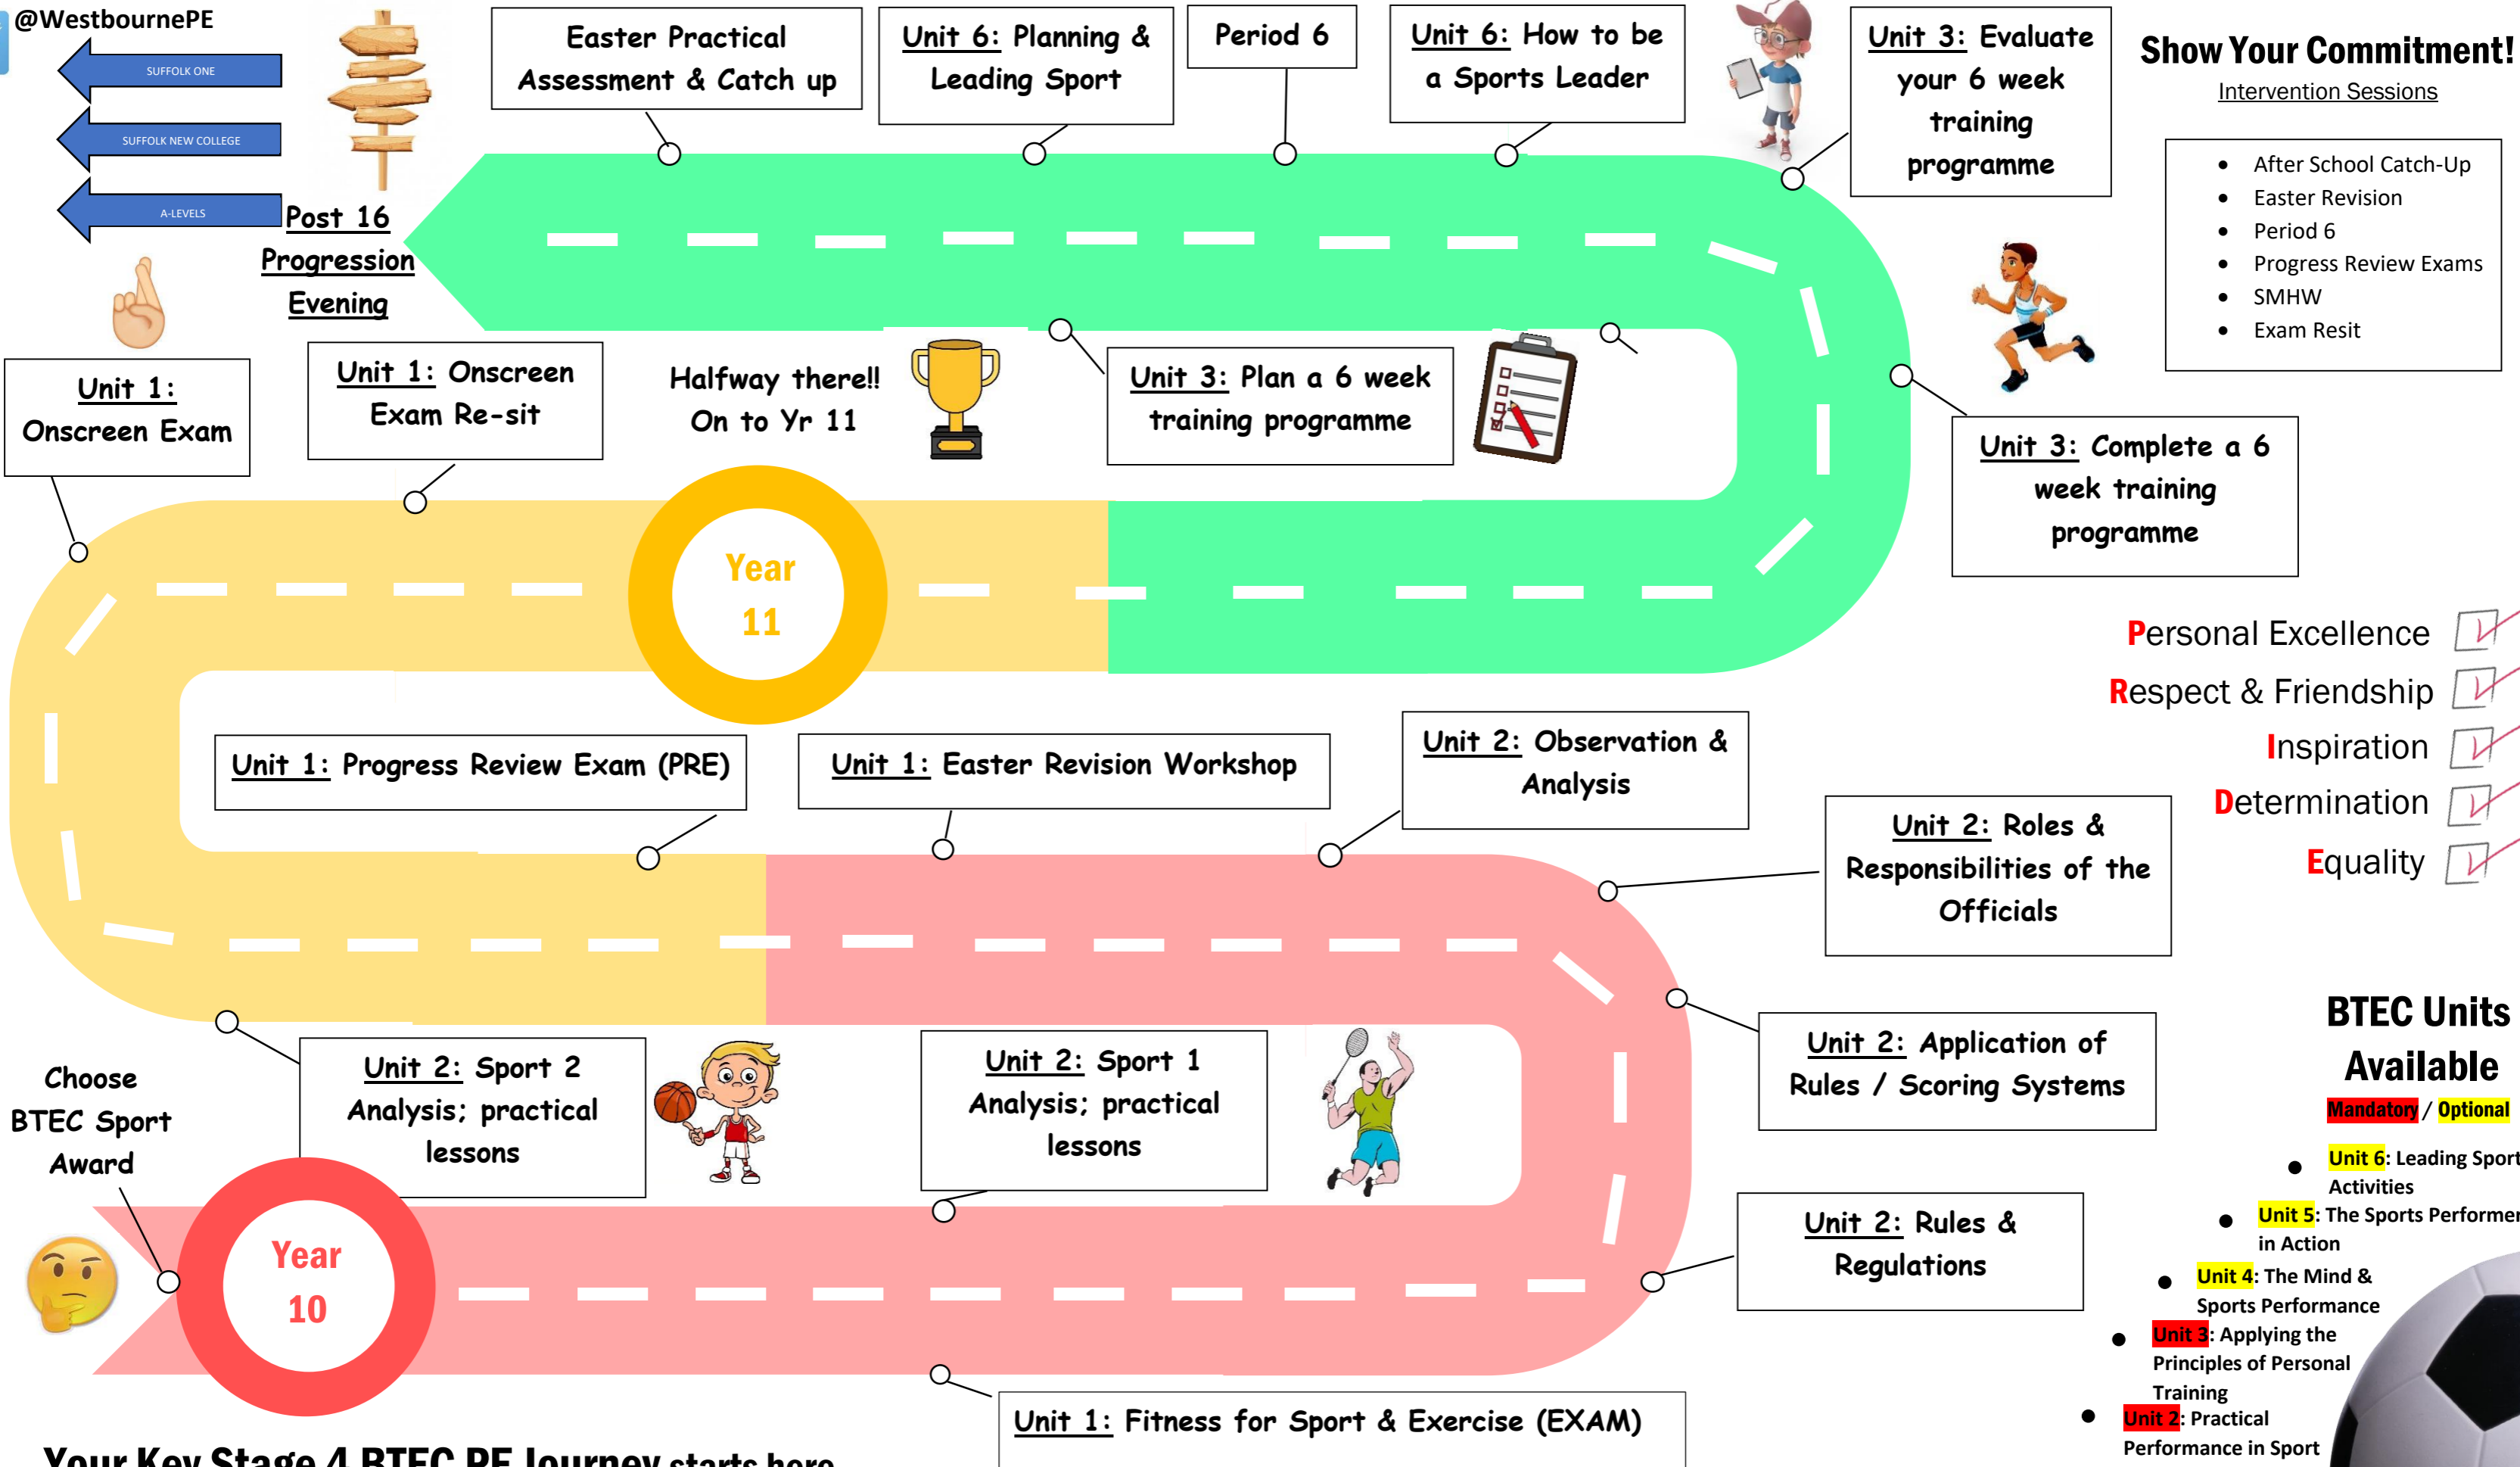 @WestbournePE
SUFFOLK ONE
SUFFOLK NEW COLLEGE
A-LEVELS
Post 16
Progression
Evening
Easter Practical
Assessment & Catch up
Unit 6: Planning &
Leading Sport
Period 6
Unit 6: How to be
a Sports Leader
Unit 3: Evaluate
your 6 week
training
programme
Show Your Commitment!
Intervention Sessions
After School Catch-Up
Easter Revision
Period 6
Progress Review Exams
SMHW
Exam Resit
Unit 1:
Onscreen Exam
Unit 1: Onscreen
Exam Re-sit
Halfway there!!
On to Yr 11
Unit 3: Plan a 6 week
training programme
Unit 3: Complete a 6
week training
programme
Year
11
Personal Excellence
Respect & Friendship
Inspiration
Determination
Equality
Unit 1: Progress Review Exam (PRE)
Unit 1: Easter Revision Workshop
Unit 2: Observation &
Analysis
Unit 2: Roles &
Responsibilities of the
Officials
Choose
BTEC Sport
Award
Unit 2: Sport 2
Analysis; practical
lessons
Unit 2: Sport 1
Analysis; practical
lessons
Unit 2: Application of
Rules / Scoring Systems
Unit 2: Rules &
Regulations
Year
10
Unit 1: Fitness for Sport & Exercise (EXAM)
BTEC Units
Available
Mandatory / Optional
Unit 6: Leading Sport
Activities
Unit 5: The Sports Performer
in Action
Unit 4: The Mind &
Sports Performance
Unit 3: Applying the
Principles of Personal
Training
Unit 2: Practical
Performance in Sport
Your Key Stage 4 BTEC PE Journey starts here